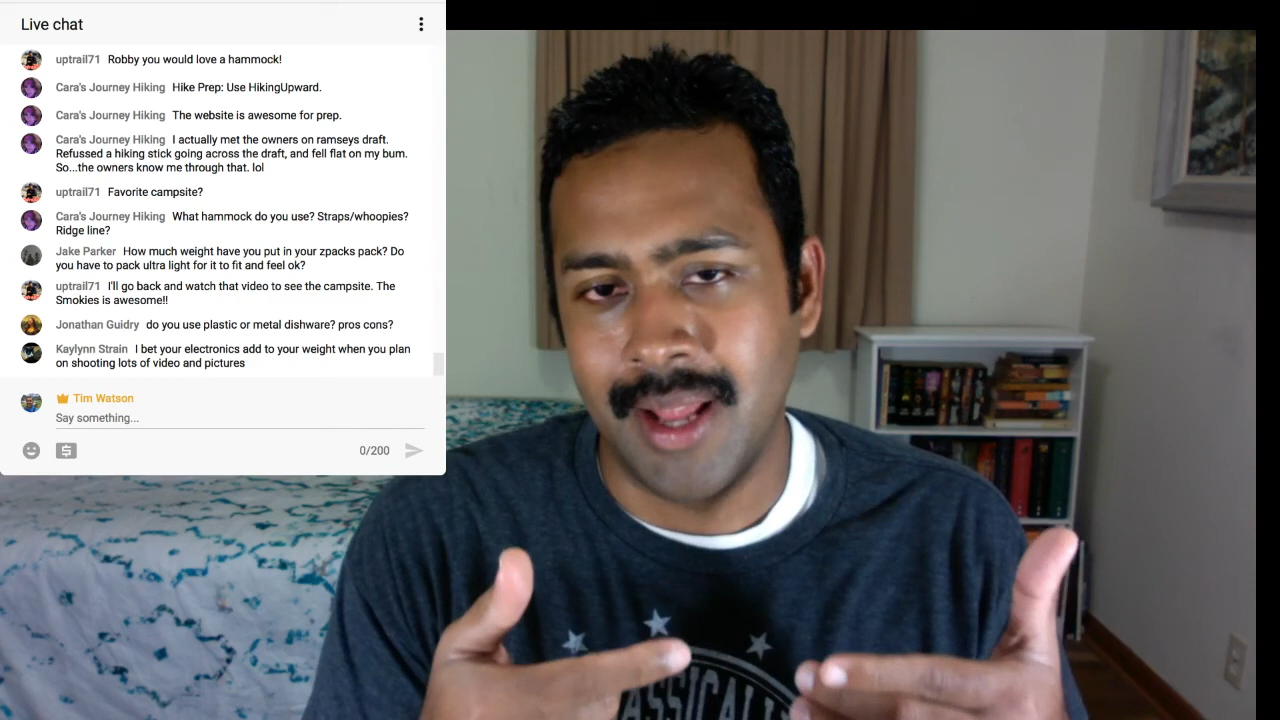 Live chat
uptrail71 Robby you would love a hammock!
Cara's Journey Hiking Hike Prep: Use HikingUpward.
Cara's Journey Hiking The website is awesome for prep.
Cara's Journey Hiking I actually met the owners on ramseys draft.
Refussed a hiking stick going across the draft, and fell flat on my bum.
So...the owners know me through that. lol
uptrail71 Favorite campsite?
Cara's Journey Hiking What hammock do you use? Straps/whoopies?
Ridge line?
Jake Parker How much weight have you put in your zpacks pack? Do
you have to pack ultra light for it to fit and feel ok?
uptrail71 I'll go back and watch that video to see the campsite. The
Smokies is awesome!!
Jonathan Guidry do you use plastic or metal dishware? pros cons?
Kaylynn Strain I bet your electronics add to your weight when you plan
on shooting lots of video and pictures
Tim Watson
Say something...
0/200
ASSICALL